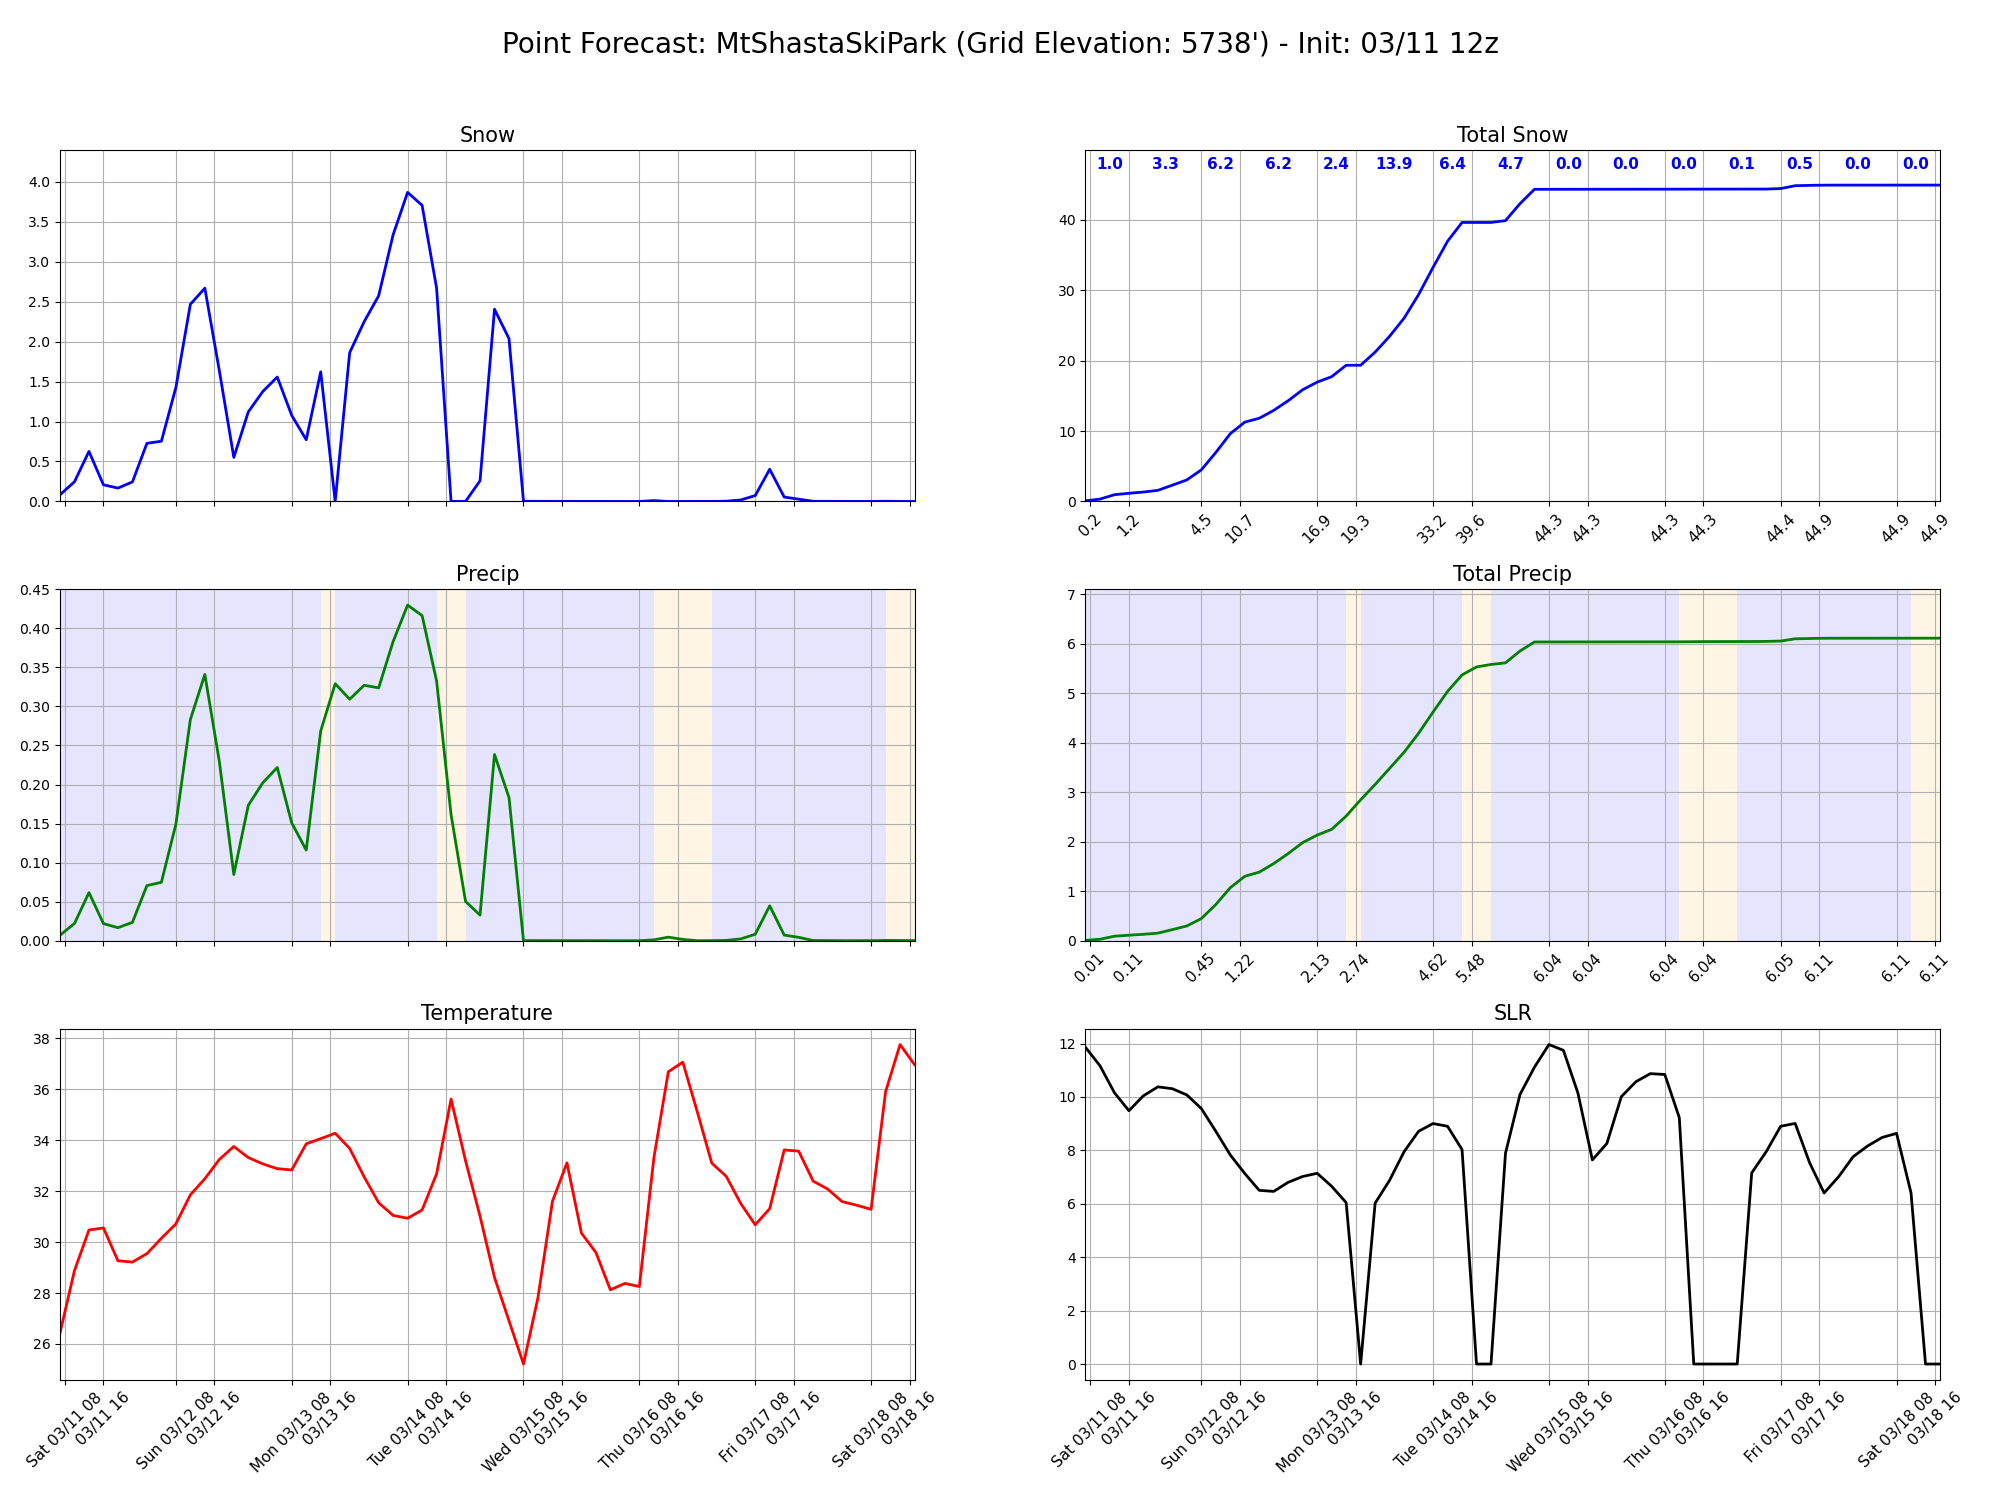 Point Forecast: MtShastaSkiPark (Grid Elevation: 5738') - Init: 03/11 12z
Snow
4.0
3.5
3.0
2.5
2.0
1.5
1.0
0.5
0.0
Total Snow
1.0 3.3 6.2 6.2 2.4 13.9 6.4 4.7 0.0 0.0 0.0 0.1 0.5 0.0 0.0
40
30
20
10
0
0.2 1.2 4.5 10.7 16.9 19.3 33.2 39.6 44.3 44.3 44.3 44.3 44.4 44.9 44.9 44.9
Precip
0.45
0.40
0.35
0.30
0.25
0.20
0.15
0.10
0.05
0.00
Total Precip
7
6
5
4
3
2
1
0
0.01 0.11 0.45 1.22 2.13 2.74 4.62 5.48 6.04 6.04 6.04 6.04 6.05 6.11 6.11 6.11
Temperature
38
36
34
32
30
28
26
Sat 03/11 08
03/11 16
Sun 03/12 08
03/12 16
Mon 03/13 08
03/13 16
Tue 03/14 08
03/14 16
Wed 03/15 08
03/15 16
Thu 03/16 08
03/16 16
Fri 03/17 08
03/17 16
Sat 03/18 08
03/18 16
SLR
12
10
8
6
4
2
0
Sat 03/11 08
03/11 16
Sun 03/12 08
03/12 16
Mon 03/13 08
03/13 16
Tue 03/14 08
03/14 16
Wed 03/15 08
03/15 16
Thu 03/16 08
03/16 16
Fri 03/17 08
03/17 16
Sat 03/18 08
03/18 16